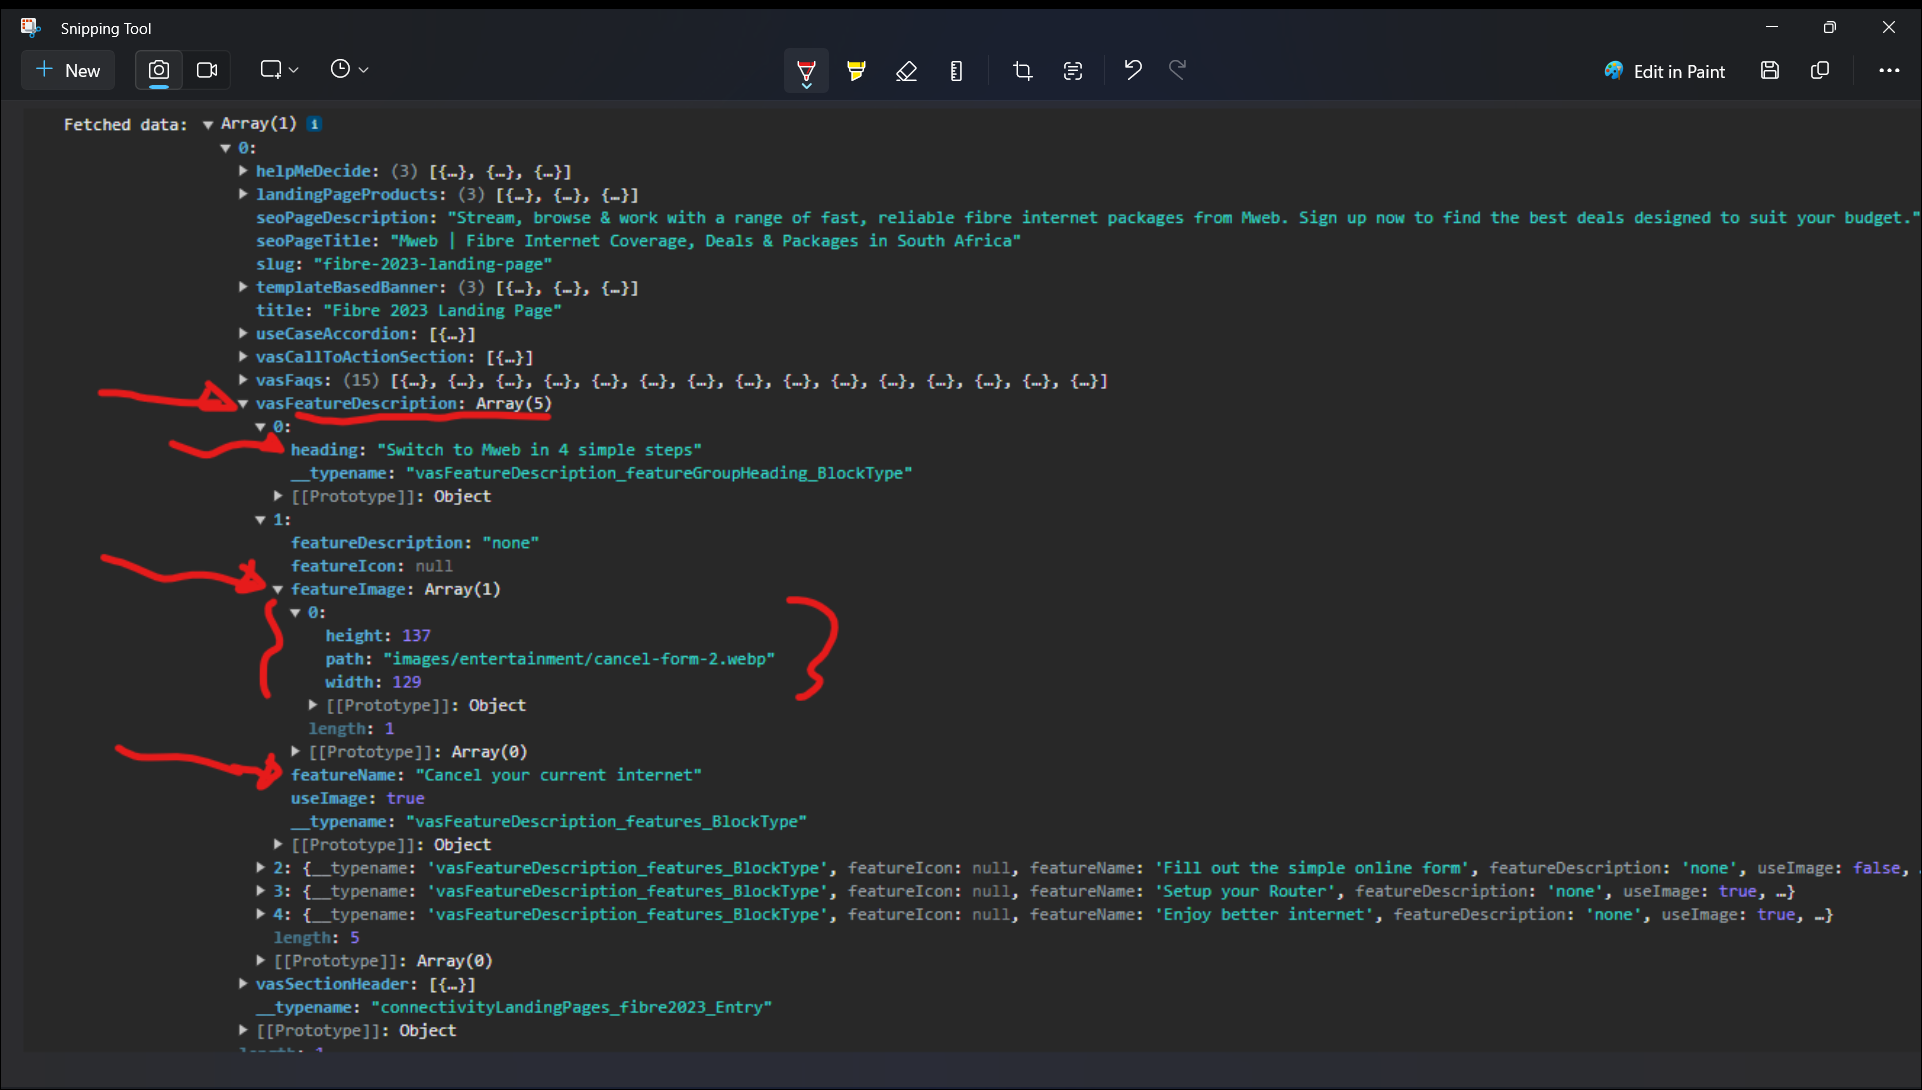 Snipping Tool
New
Edit in Paint
Fetched data: ▼ Array(1) i
▼ 0:
▶ helpMeDecide: (3) [{…}, {…}, {…}]
▶ landingPageProducts: (3) [{…}, {…}, {…}]
seoPageDescription: "Stream, browse & work with a range of fast, reliable fibre internet packages from Mweb. Sign up now to find the best deals designed to suit your budget."
seoPageTitle: "Mweb | Fibre Internet Coverage, Deals & Packages in South Africa"
slug: "fibre-2023-landing-page"
▶ templateBasedBanner: (3) [{…}, {…}, {…}]
title: "Fibre 2023 Landing Page"
▶ useCaseAccordion: [{…}]
▶ vasCallToActionSection: [{…}]
▶ vasFaqs: (15) [{…}, {…}, {…}, {…}, {…}, {…}, {…}, {…}, {…}, {…}, {…}, {…}, {…}, {…}, {…}]
▼ vasFeatureDescription: Array(5)
▼ 0:
heading: "Switch to Mweb in 4 simple steps"
__typename: "vasFeatureDescription_featureGroupHeading_BlockType"
▶ [[Prototype]]: Object
▼ 1:
featureDescription: "none"
featureIcon: null
▼ featureImage: Array(1)
▼ 0:
height: 137
path: "images/entertainment/cancel-form-2.webp"
width: 129
▶ [[Prototype]]: Object
length: 1
▶ [[Prototype]]: Array(0)
featureName: "Cancel your current internet"
useImage: true
__typename: "vasFeatureDescription_features_BlockType"
▶ [[Prototype]]: Object
▶ 2: {__typename: 'vasFeatureDescription_features_BlockType', featureIcon: null, featureName: 'Fill out the simple online form', featureDescription: 'none', useImage: false,
▶ 3: {__typename: 'vasFeatureDescription_features_BlockType', featureIcon: null, featureName: 'Setup your Router', featureDescription: 'none', useImage: true, …}
▶ 4: {__typename: 'vasFeatureDescription_features_BlockType', featureIcon: null, featureName: 'Enjoy better internet', featureDescription: 'none', useImage: true, …}
length: 5
▶ [[Prototype]]: Array(0)
▶ vasSectionHeader: [{…}]
__typename: "connectivityLandingPages_fibre2023_Entry"
▶ [[Prototype]]: Object
length: 1